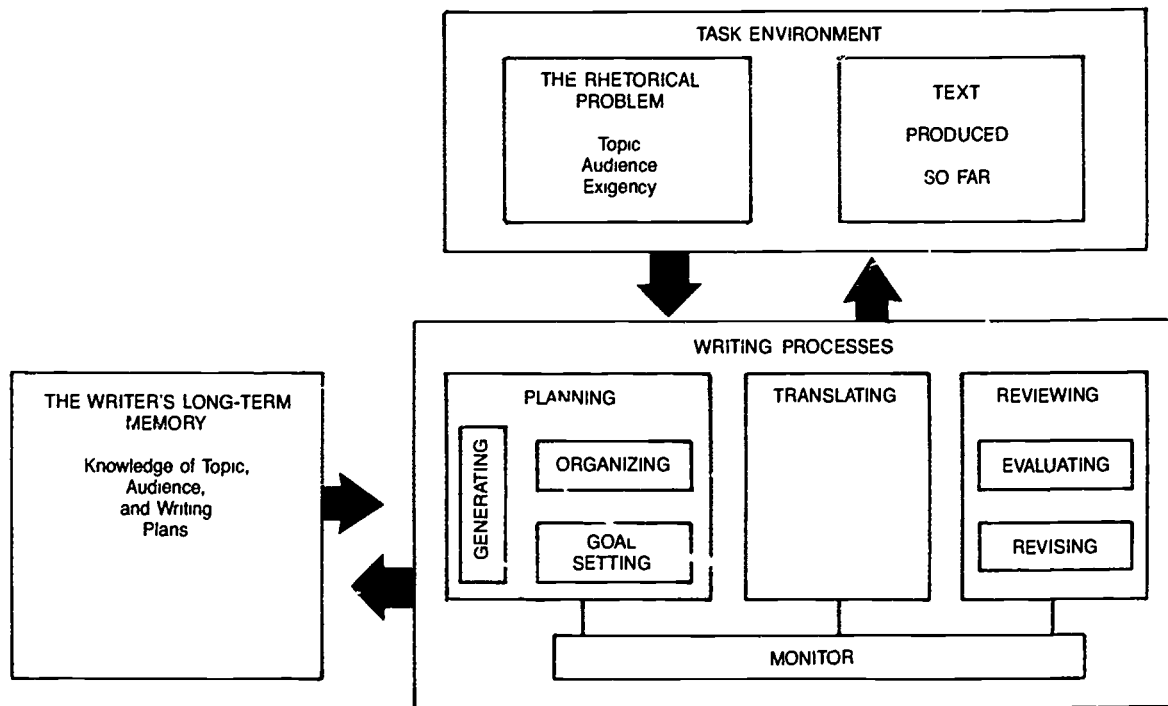 TASK ENVIRONMENT
THE RHETORICAL
PROBLEM
Topic
Audience
Exigency
TEXT
PRODUCED
SO FAR
WRITING PROCESSES
THE WRITER'S LONG-TERM
MEMORY
Knowledge of Topic,
Audience,
and Writing
Plans
PLANNING
GENERATING
ORGANIZING
GOAL
SETTING
TRANSLATING
REVIEWING
EVALUATING
REVISING
MONITOR